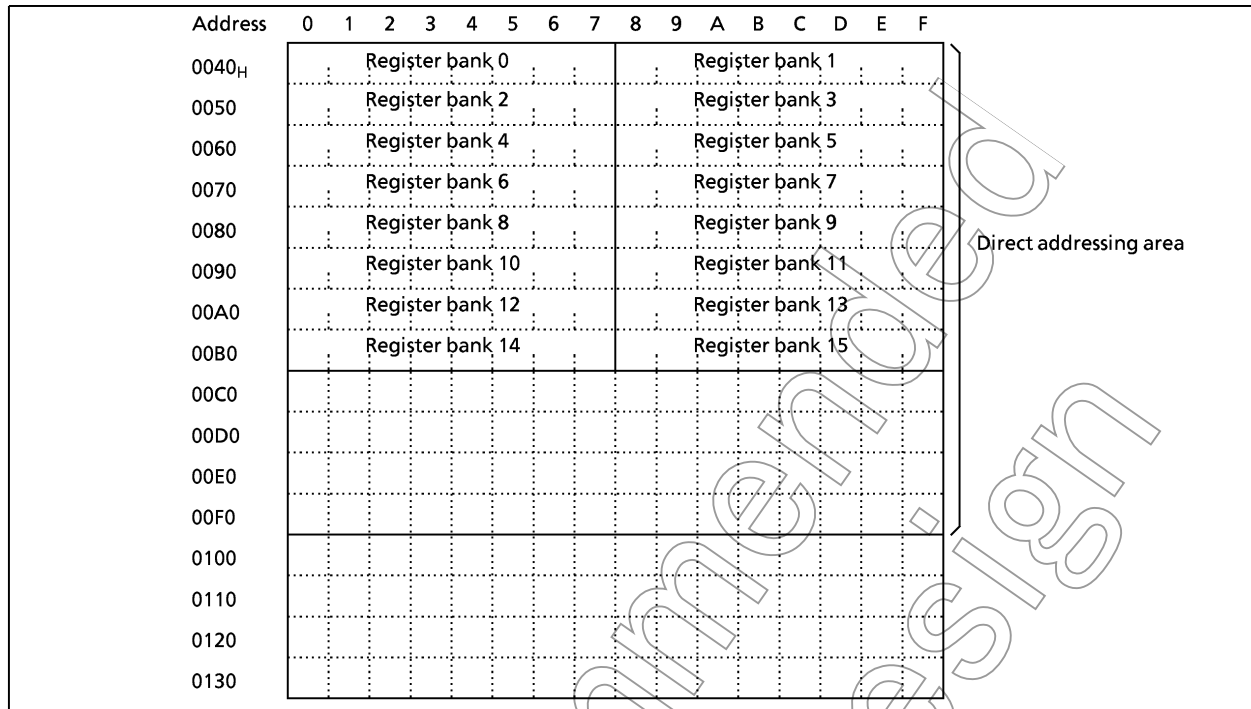 Address 0 1 2 3 4 5 6 7 8 9 A B C D E F
0040H Register bank 0 Register bank 1
0050 Register bank 2 Register bank 3
0060 Register bank 4 Register bank 5
0070 Register bank 6 Register bank 7
0080 Register bank 8 Register bank 9
Direct addressing area
0090 Register bank 10 Register bank 11
00A0 Register bank 12 Register bank 13
00B0 Register bank 14 Register bank 15
00C0
00D0
00E0
00F0
0100
0110
0120
0130
mmended
esign